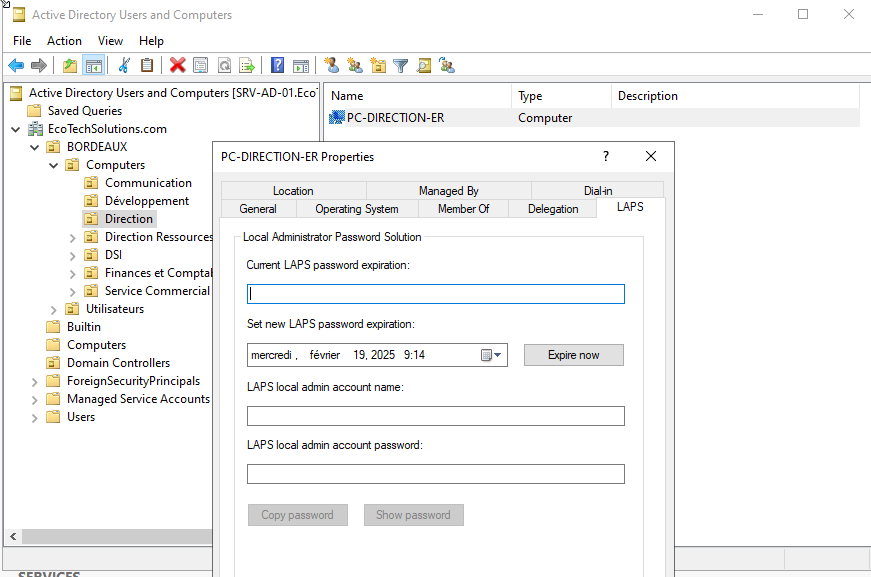 Active Directory Users and Computers
File Action View Help
Active Directory Users and Computers [SRV-AD-01.Eco
Saved Queries
EcoTechSolutions.com
BORDEAUX
Computers
Communication
Développement
Direction
Direction Ressources
DSI
Finances et Comptal
Service Commercial
Utilisateurs
Builtin
Computers
Domain Controllers
ForeignSecurityPrincipals
Managed Service Accounts
Users
Name Type Description
PC-DIRECTION-ER Computer
PC-DIRECTION-ER Properties
Location Managed By Dial-in
General Operating System Member Of Delegation LAPS
Local Administrator Password Solution
Current LAPS password expiration:
Set new LAPS password expiration:
mercredi , février 19, 2025 9:14
Expire now
LAPS local admin account name:
LAPS local admin account password:
Copy password Show password
SERVICES